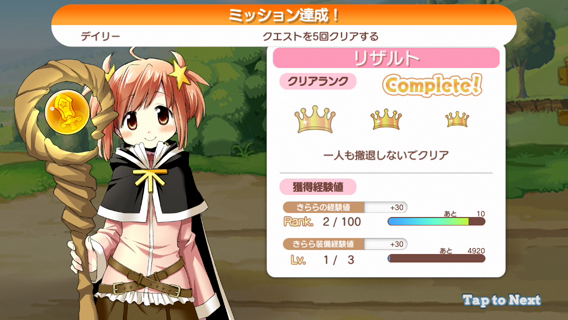 ミッション達成！
デイリー クエストを5回クリアする
リザルト
クリアランク Complete!
一人も撤退しないでクリア
獲得経験値
きららの経験値 +30 あと 10
Rank. 2 / 100
きらら装備経験値 +30 あと 4920
Lv. 1 / 3
Tap to Next